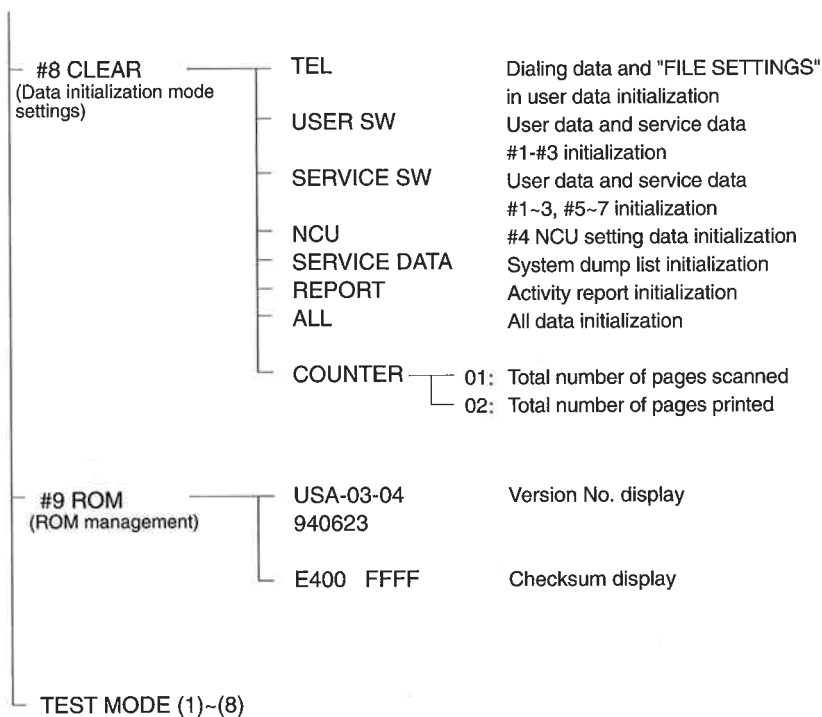 #8 CLEAR
(Data initialization mode
settings)
TEL Dialing data and "FILE SETTINGS"
in user data initialization
USER SW User data and service data
#1-#3 initialization
SERVICE SW User data and service data
#1~3, #5~7 initialization
NCU #4 NCU setting data initialization
SERVICE DATA System dump list initialization
REPORT Activity report initialization
ALL All data initialization
COUNTER 01: Total number of pages scanned
02: Total number of pages printed
#9 ROM
(ROM management)
USA-03-04 Version No. display
940623
E400 FFFF Checksum display
TEST MODE (1)~(8)